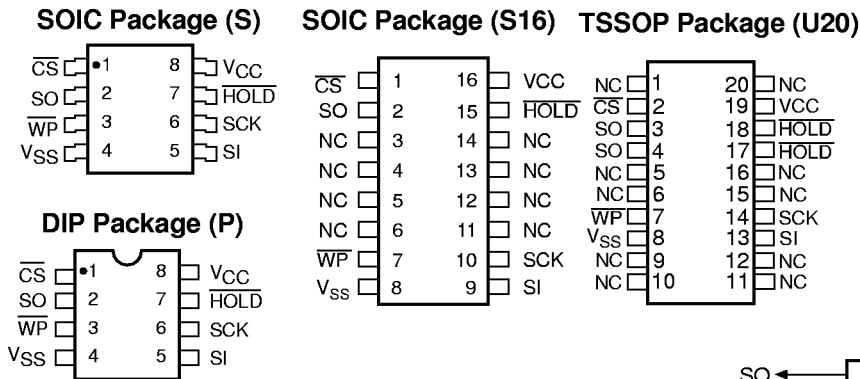 SOIC Package (S)
CS 1 8 VCC
SO 2 7 HOLD
WP 3 6 SCK
VSS 4 5 SI
DIP Package (P)
CS 1 8 VCC
SO 2 7 HOLD
WP 3 6 SCK
VSS 4 5 SI
SOIC Package (S16)
CS 1 16 VCC
SO 2 15 HOLD
NC 3 14 NC
NC 4 13 NC
NC 5 12 NC
NC 6 11 NC
WP 7 10 SCK
VSS 8 9 SI
TSSOP Package (U20)
NC 1 20 NC
CS 2 19 VCC
SO 3 18 HOLD
SO 4 17 HOLD
NC 5 16 NC
NC 6 15 NC
WP 7 14 SCK
VSS 8 13 SI
NC 9 12 NC
NC 10 11 NC
SO